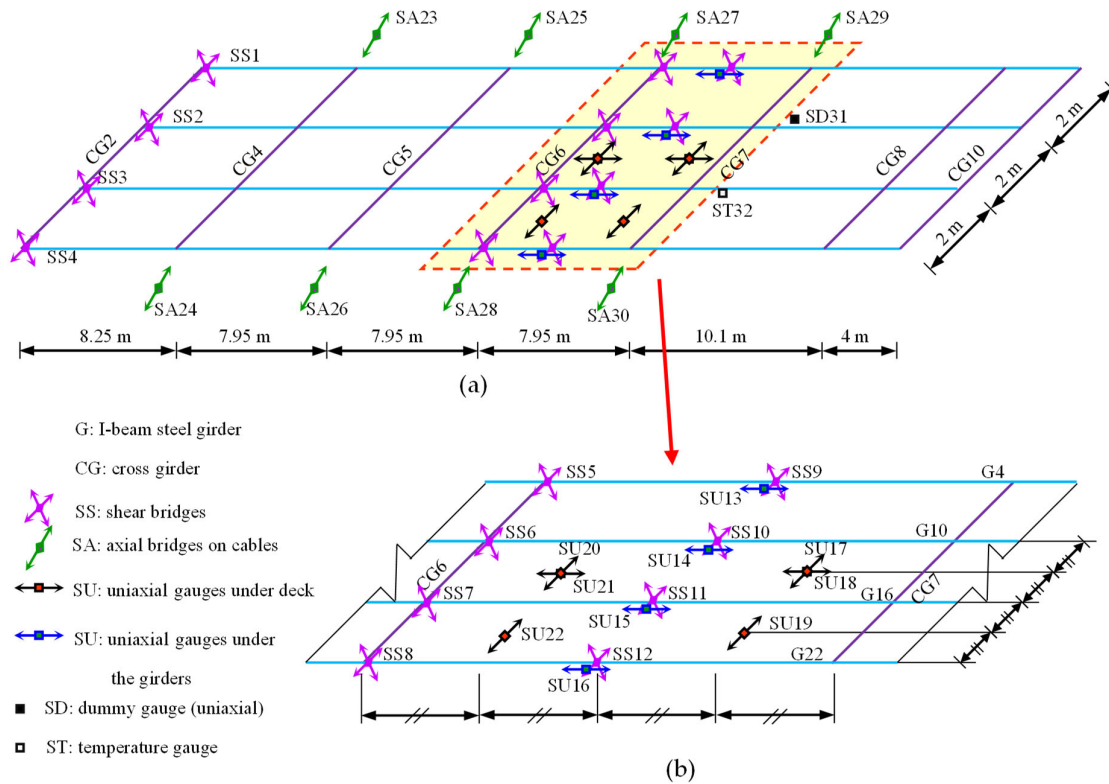 SA23
SA25
SA27
SA29
SS1
SS2
SD31
2 m
CG2
CG4
CG5
CG6
CG7
CG8
CG10
2 m
SS3
ST32
2 m
SS4
SA24
SA26
SA28
SA30
8.25 m
7.95 m
7.95 m
7.95 m
10.1 m
4 m
(a)
G: I-beam steel girder
CG: cross girder
SS: shear bridges
SA: axial bridges on cables
SU: uniaxial gauges under deck
SU: uniaxial gauges under
the girders
SD: dummy gauge (uniaxial)
ST: temperature gauge
SS5
SS9
G4
SU13
SS6
SS10
G10
SU14
SU20
SU17
SU21
SU18
CG6
SS7
SS11
G16
CG7
SU15
SU22
SU19
SS8
SS12
G22
SU16
(b)